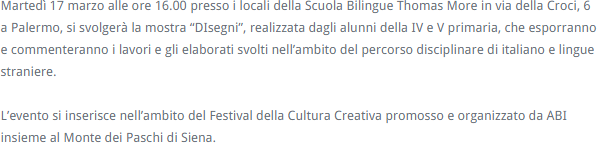 Martedì 17 marzo alle ore 16.00 presso i locali della Scuola Bilingue Thomas More in via della Croci, 6
a Palermo, si svolgerà la mostra “DIsegni”, realizzata dagli alunni della IV e V primaria, che esporranno
e commenteranno i lavori e gli elaborati svolti nell’ambito del percorso disciplinare di italiano e lingue
straniere.
L’evento si inserisce nell’ambito del Festival della Cultura Creativa promosso e organizzato da ABI
insieme al Monte dei Paschi di Siena.